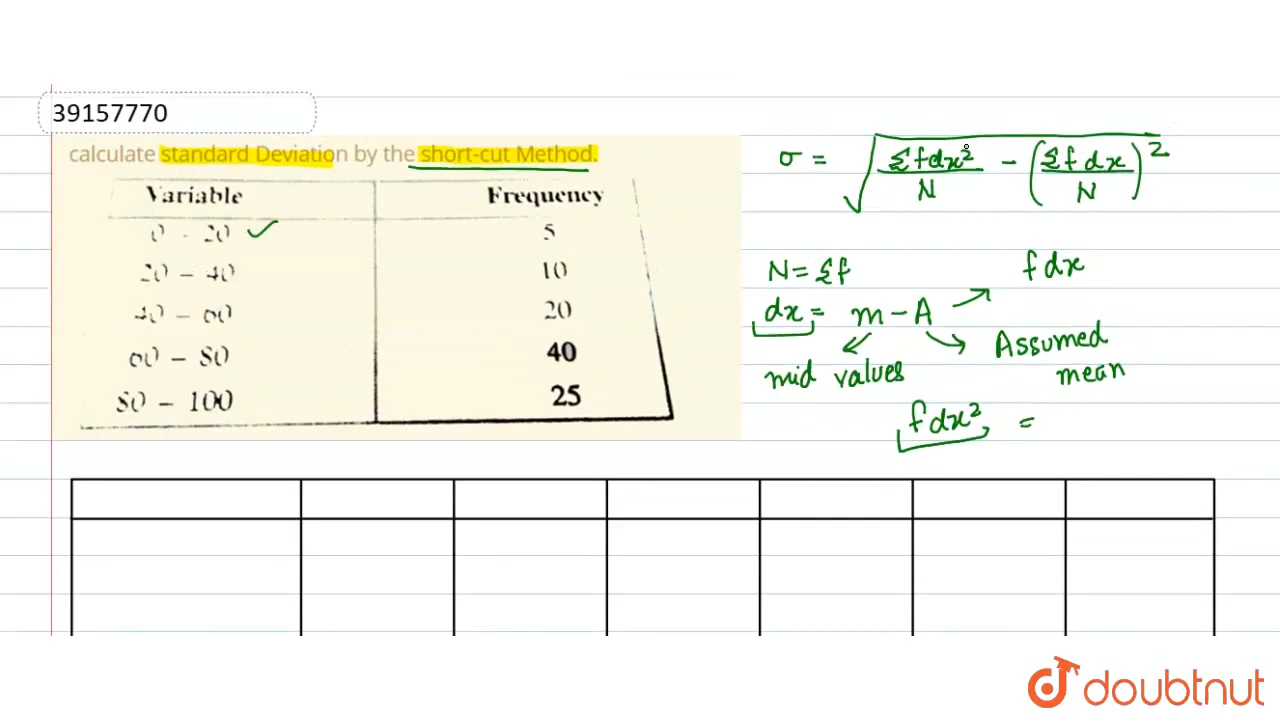 39157770
calculate standard Deviation by the short-cut Method.
Variable Frequency
0 - 20 5
20 - 40 10
40 - 60 20
60 - 80 40
80 - 100 25
σ = √ Σfdx²/N - (Σfdx/N)²
N = Σf fdx
dx = m - A
Assumed mean
mid values
fdx² =
doubtnut